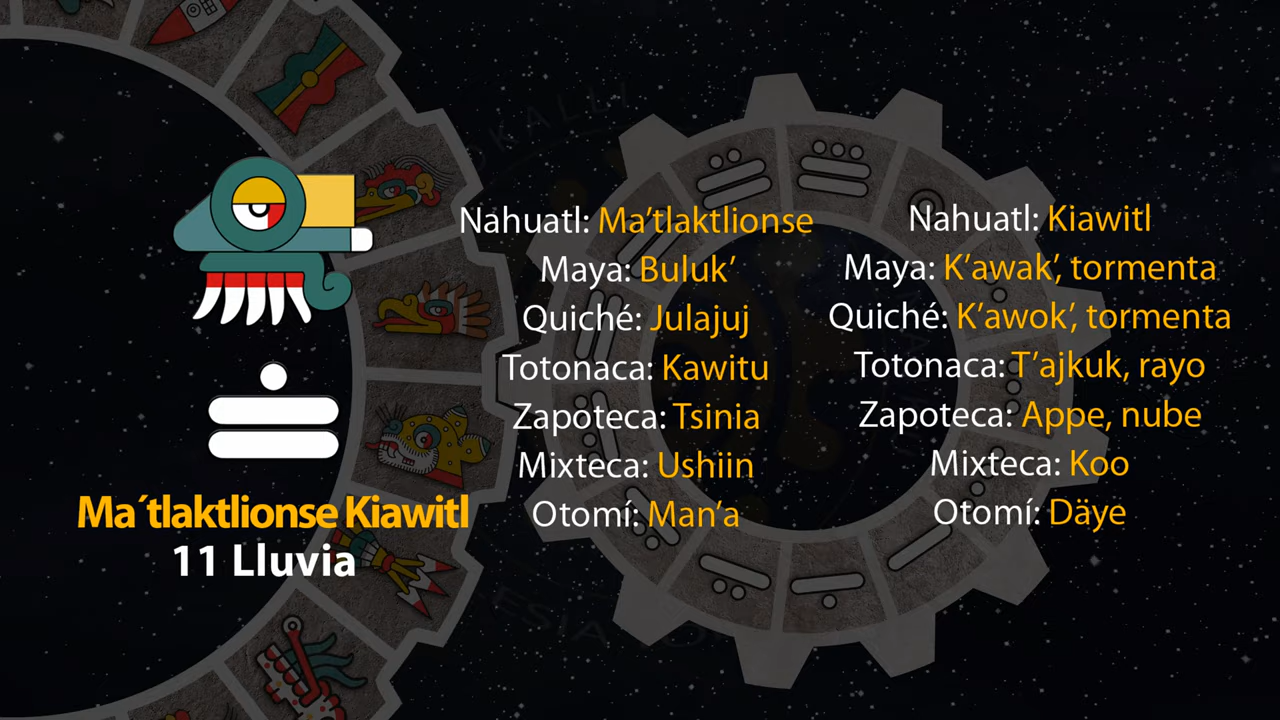 Ma´tlaktlionse Kiawitl
11 Lluvia
Nahuatl: Ma’tlaktlionse
Maya: Buluk’
Quiché: Julajuj
Totonaca: Kawitu
Zapoteca: Tsinia
Mixteca: Ushiin
Otomí: Man’a
Nahuatl: Kiawitl
Maya: K’awak’, tormenta
Quiché: K’awok’, tormenta
Totonaca: T’ajkuk, rayo
Zapoteca: Appe, nube
Mixteca: Koo
Otomí: Däye